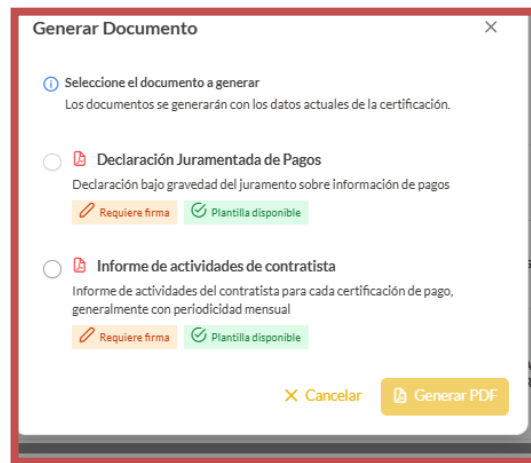 Generar Documento
Seleccione el documento a generar
Los documentos se generarán con los datos actuales de la certificación.
Declaración Juramentada de Pagos
Declaración bajo gravedad del juramento sobre información de pagos
Requiere firma
Plantilla disponible
Informe de actividades de contratista
Informe de actividades del contratista para cada certificación de pago,
generalmente con periodicidad mensual
Requiere firma
Plantilla disponible
Cancelar
Generar PDF